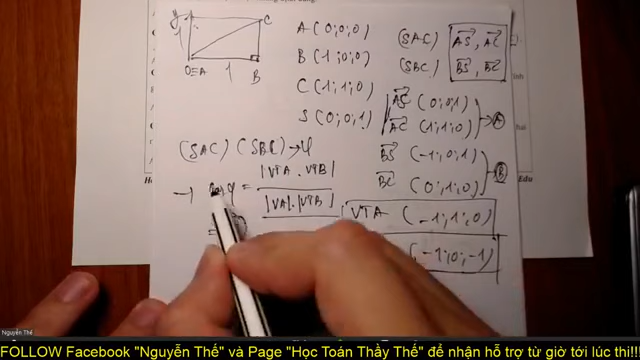 y
C
1
O≡A
1
B
A (0;0;0)
B (1;0;0)
C (1;1;0)
S (0;0;1)
(SAC) AS, AC
(SBC) BS, BC
AS (0;0;1)
AC (1;1;0)
A
BS (-1;0;1)
BC (0;1;0)
B
(SAC) (SBC) → φ
φ = |VTA . VTB|
|VA|.|VTB|
=
VTA (-1;1;0)
-1;0;-1)
Nguyễn Thế
FOLLOW Facebook "Nguyễn Thế" và Page "Học Toán Thầy Thế" để nhận hỗ trợ từ giờ tới lúc thi!!